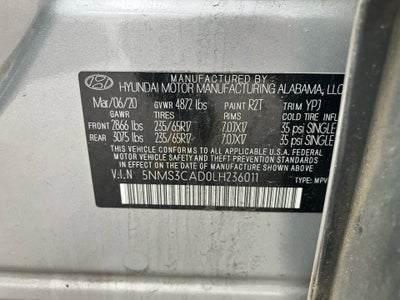 MANUFACTURED BY
HYUNDAI MOTOR MANUFACTURING ALABAMA, LLC
Mar/06/20 GVWR 4872 lbs PAINT R2T TRIM YPJ
TIRES RIMS COLD TIRE INF
FRONT 2866 lbs 235/65R17 7.0JX17 35 psi SINGLE
REAR 3075 lbs 235/65R17 7.0JX17 35 psi SINGLE
THIS VEHICLE CONFORMS TO ALL APPLICABLE U.S.A. FEDERAL
MOTOR VEHICLE SAFETY AND THEFT PREVENTION STANDARDS IN
EFFECT ON THE DATE OF MANUFACTURE SHOWN ABOVE.
V.I.N 5NMS3CAD0LH236011 TYPE: MPV